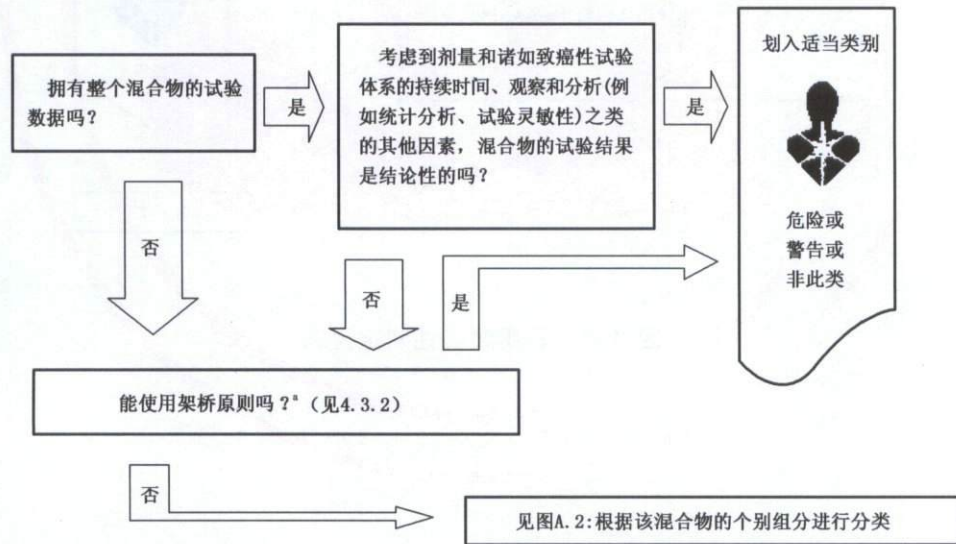 拥有整个混合物的试验
数据吗？
是
考虑到剂量和诸如致癌性试验
体系的持续时间、观察和分析(例
如统计分析、试验灵敏性)之类
的其他因素，混合物的试验结果
是结论性的吗？
是
划入适当类别
危险或
警告或
非此类
否
否
是
能使用架桥原则吗？ª（见4.3.2）
否
见图A.2:根据该混合物的个别组分进行分类